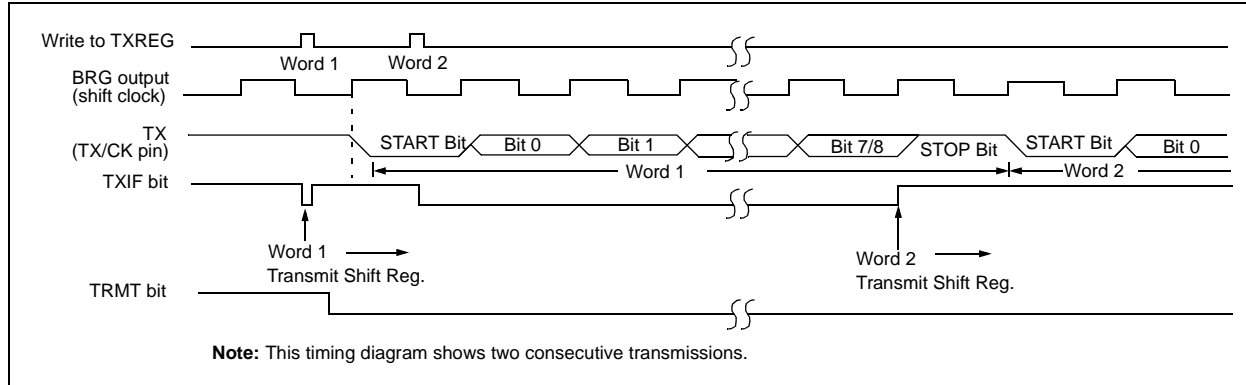 Write to TXREG
Word 1
Word 2
BRG output
(shift clock)
TX
(TX/CK pin)
START Bit
Bit 0
Bit 1
Bit 7/8
STOP Bit
START Bit
Bit 0
Word 1
Word 2
TXIF bit
Word 1
Transmit Shift Reg.
Word 2
Transmit Shift Reg.
TRMT bit
Note: This timing diagram shows two consecutive transmissions.